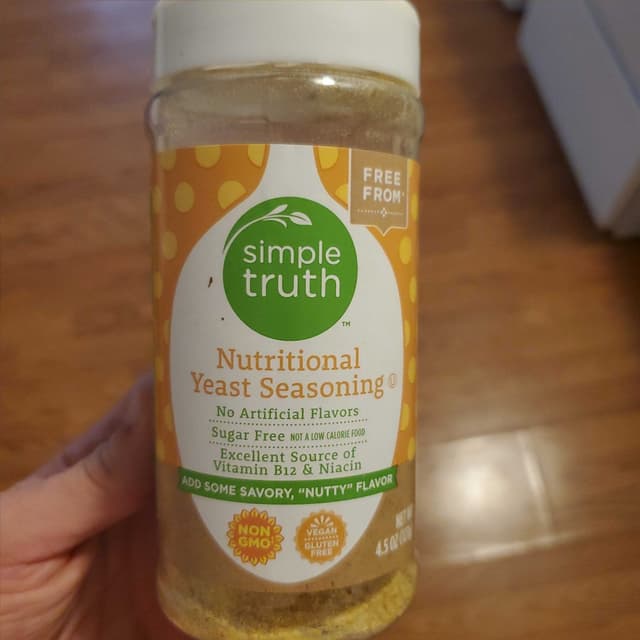 FREE
FROM
simple
truth
TM
Nutritional
Yeast Seasoning
No Artificial Flavors
Sugar Free NOT A LOW CALORIE FOOD
Excellent Source of
Vitamin B12 & Niacin
ADD SOME SAVORY, "NUTTY" FLAVOR
NON
GMO
VEGAN
GLUTEN
FREE
NET
4.5 OZ